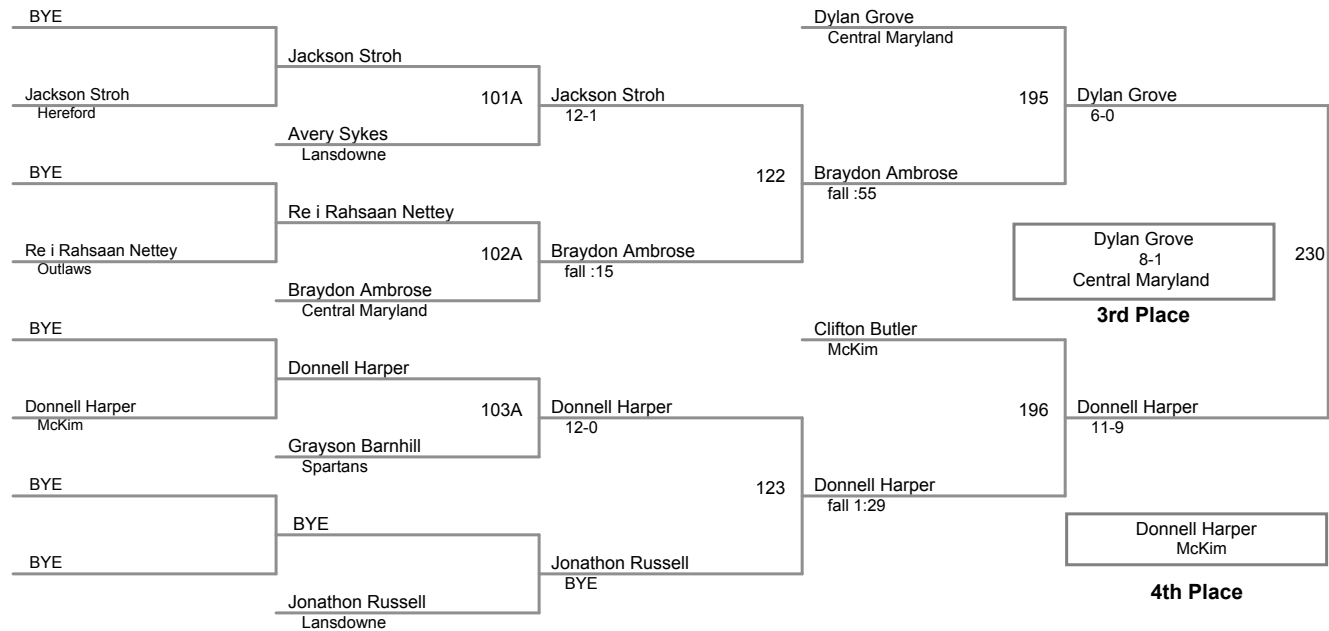 BYE
Jackson Stroh
Jackson Stroh
Hereford
101A
Jackson Stroh
12-1
Avery Sykes
Lansdowne
BYE
122
Re i Rahsaan Nettey
Re i Rahsaan Nettey
Outlaws
102A
Braydon Ambrose
fall :15
Braydon Ambrose
Central Maryland
Dylan Grove
Central Maryland
195
Dylan Grove
6-0
Braydon Ambrose
fall :55
Dylan Grove
8-1
Central Maryland
3rd Place
230
BYE
Donnell Harper
Donnell Harper
McKim
103A
Donnell Harper
12-0
Grayson Barnhill
Spartans
BYE
123
BYE
BYE
Jonathon Russell
BYE
Jonathon Russell
Lansdowne
Clifton Butler
McKim
196
Donnell Harper
11-9
Donnell Harper
fall 1:29
Donnell Harper
McKim
4th Place